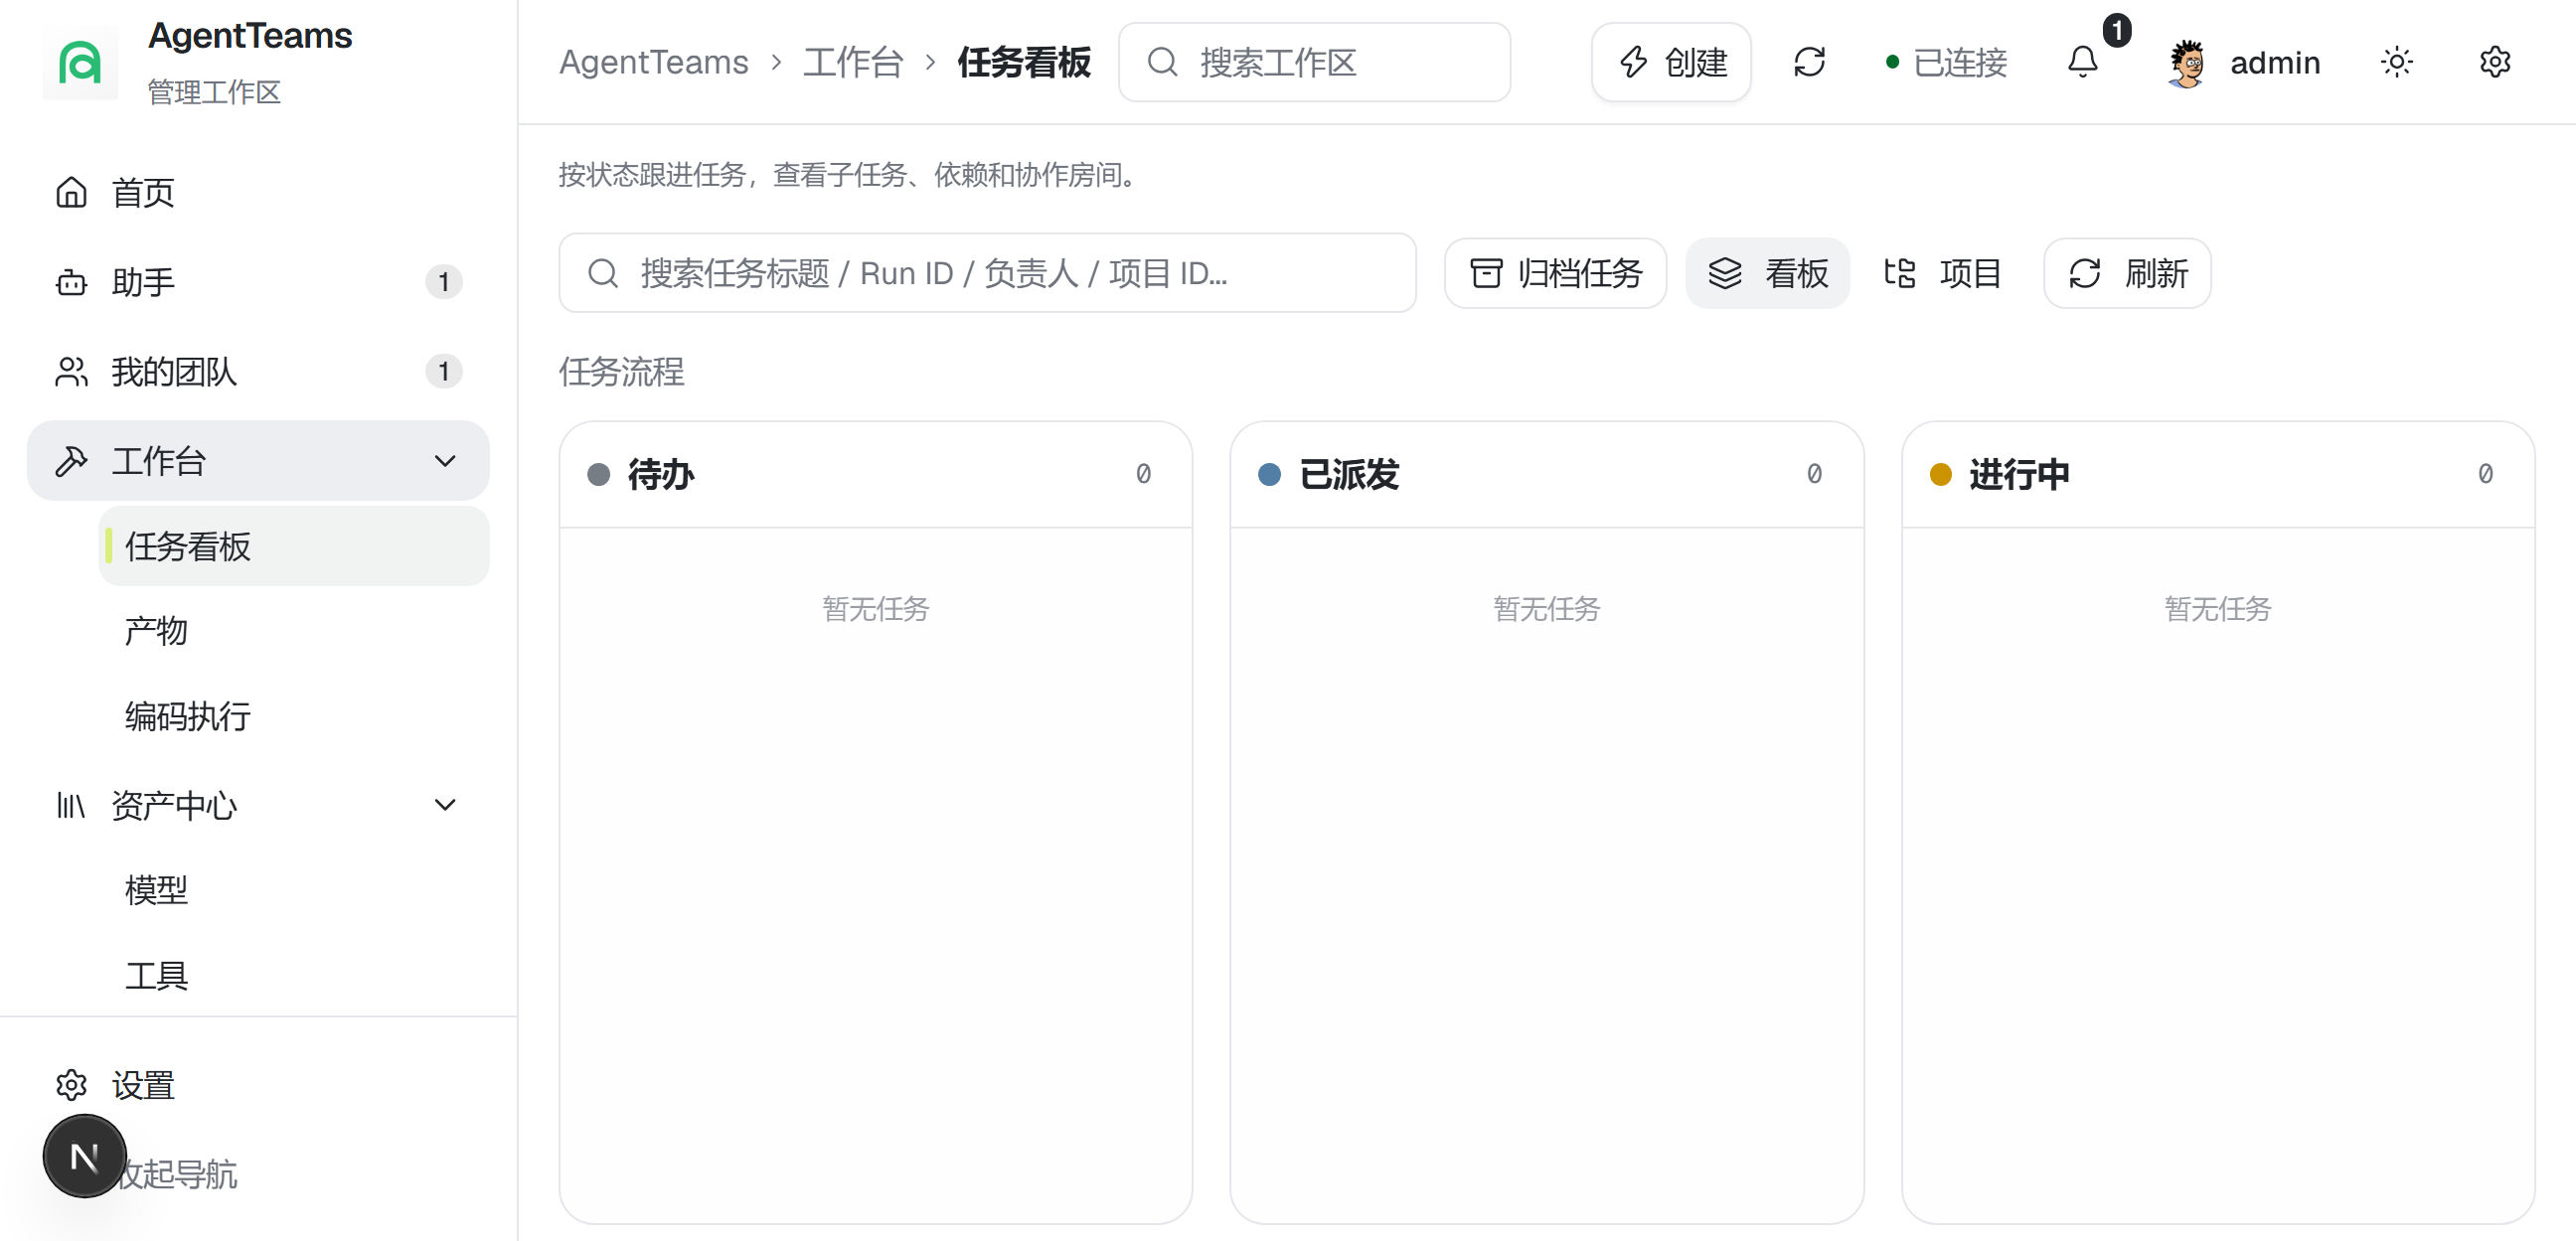 AgentTeams
管理工作区
首页
助手 1
我的团队 1
工作台
任务看板
产物
编码执行
资产中心
模型
工具
设置
N
收起导航
AgentTeams > 工作台 > 任务看板
搜索工作区
创建
已连接
1
admin
按状态跟进任务，查看子任务、依赖和协作房间。
搜索任务标题 / Run ID / 负责人 / 项目 ID...
归档任务
看板
项目
刷新
任务流程
待办 0
暂无任务
已派发 0
暂无任务
进行中 0
暂无任务